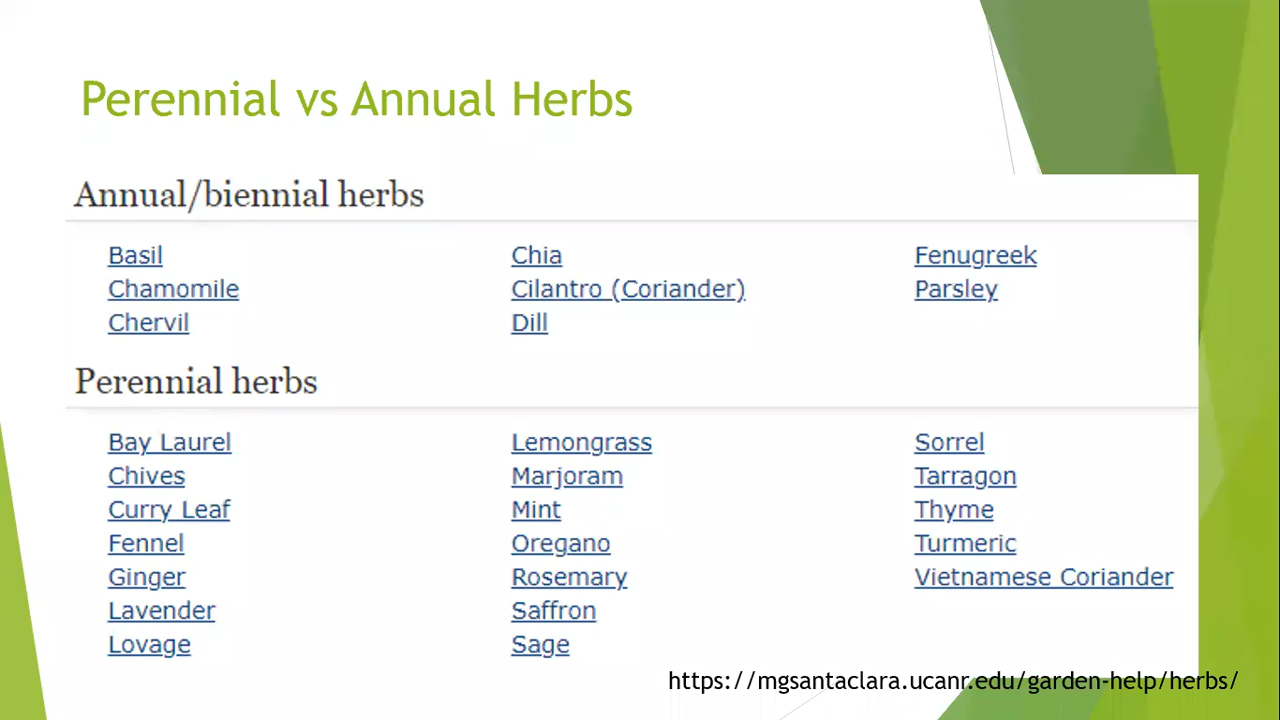 Perennial vs Annual Herbs
Annual/biennial herbs
Basil
Chamomile
Chervil
Chia
Cilantro (Coriander)
Dill
Fenugreek
Parsley
Perennial herbs
Bay Laurel
Chives
Curry Leaf
Fennel
Ginger
Lavender
Lovage
Lemongrass
Marjoram
Mint
Oregano
Rosemary
Saffron
Sage
Sorrel
Tarragon
Thyme
Turmeric
Vietnamese Coriander
https://mgsantaclara.ucanr.edu/garden-help/herbs/